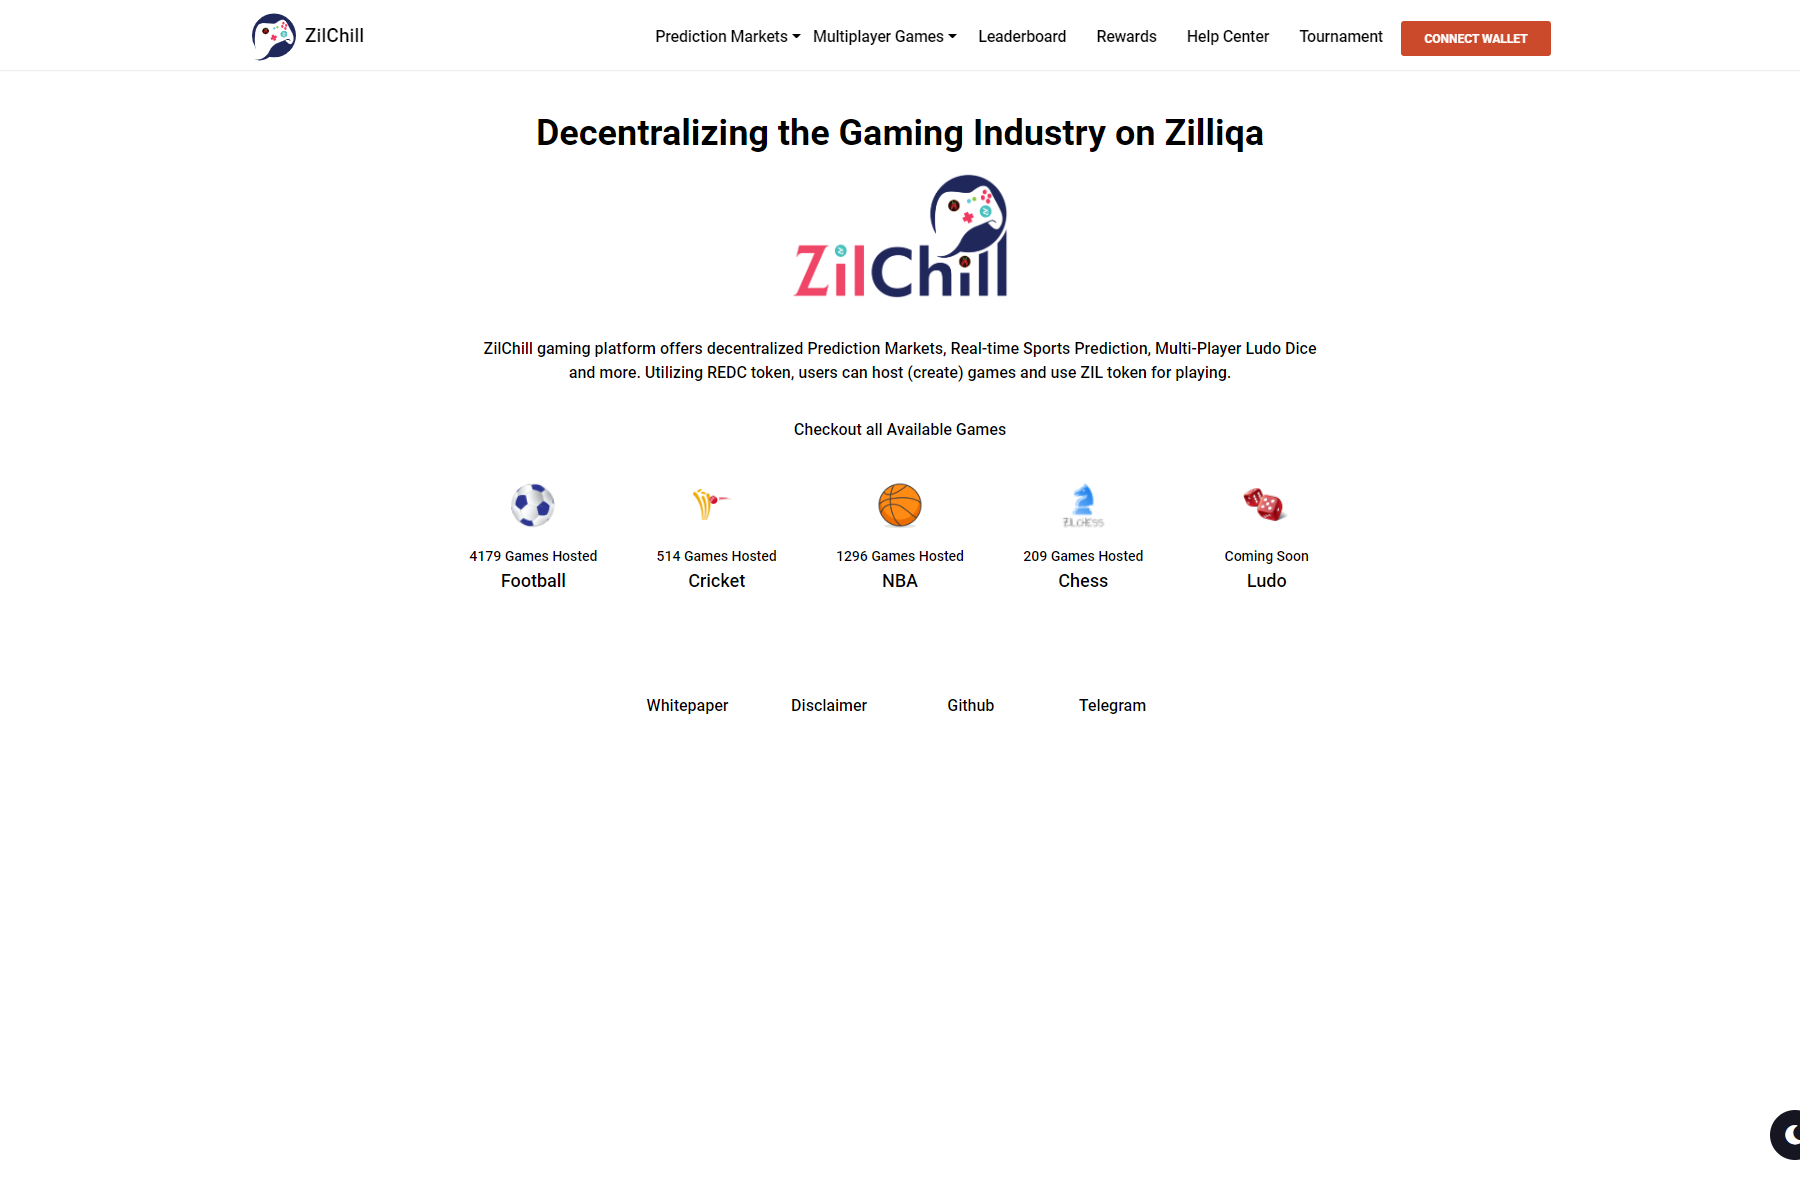 ZilChill
Prediction Markets
Multiplayer Games
Leaderboard
Rewards
Help Center
Tournament
CONNECT WALLET
Decentralizing the Gaming Industry on Zilliqa
ZilChill
ZilChill gaming platform offers decentralized Prediction Markets, Real-time Sports Prediction, Multi-Player Ludo Dice
and more. Utilizing REDC token, users can host (create) games and use ZIL token for playing.
Checkout all Available Games
ZILCHESS
4179 Games Hosted
Football
514 Games Hosted
Cricket
1296 Games Hosted
NBA
209 Games Hosted
Chess
Coming Soon
Ludo
Whitepaper
Disclaimer
Github
Telegram